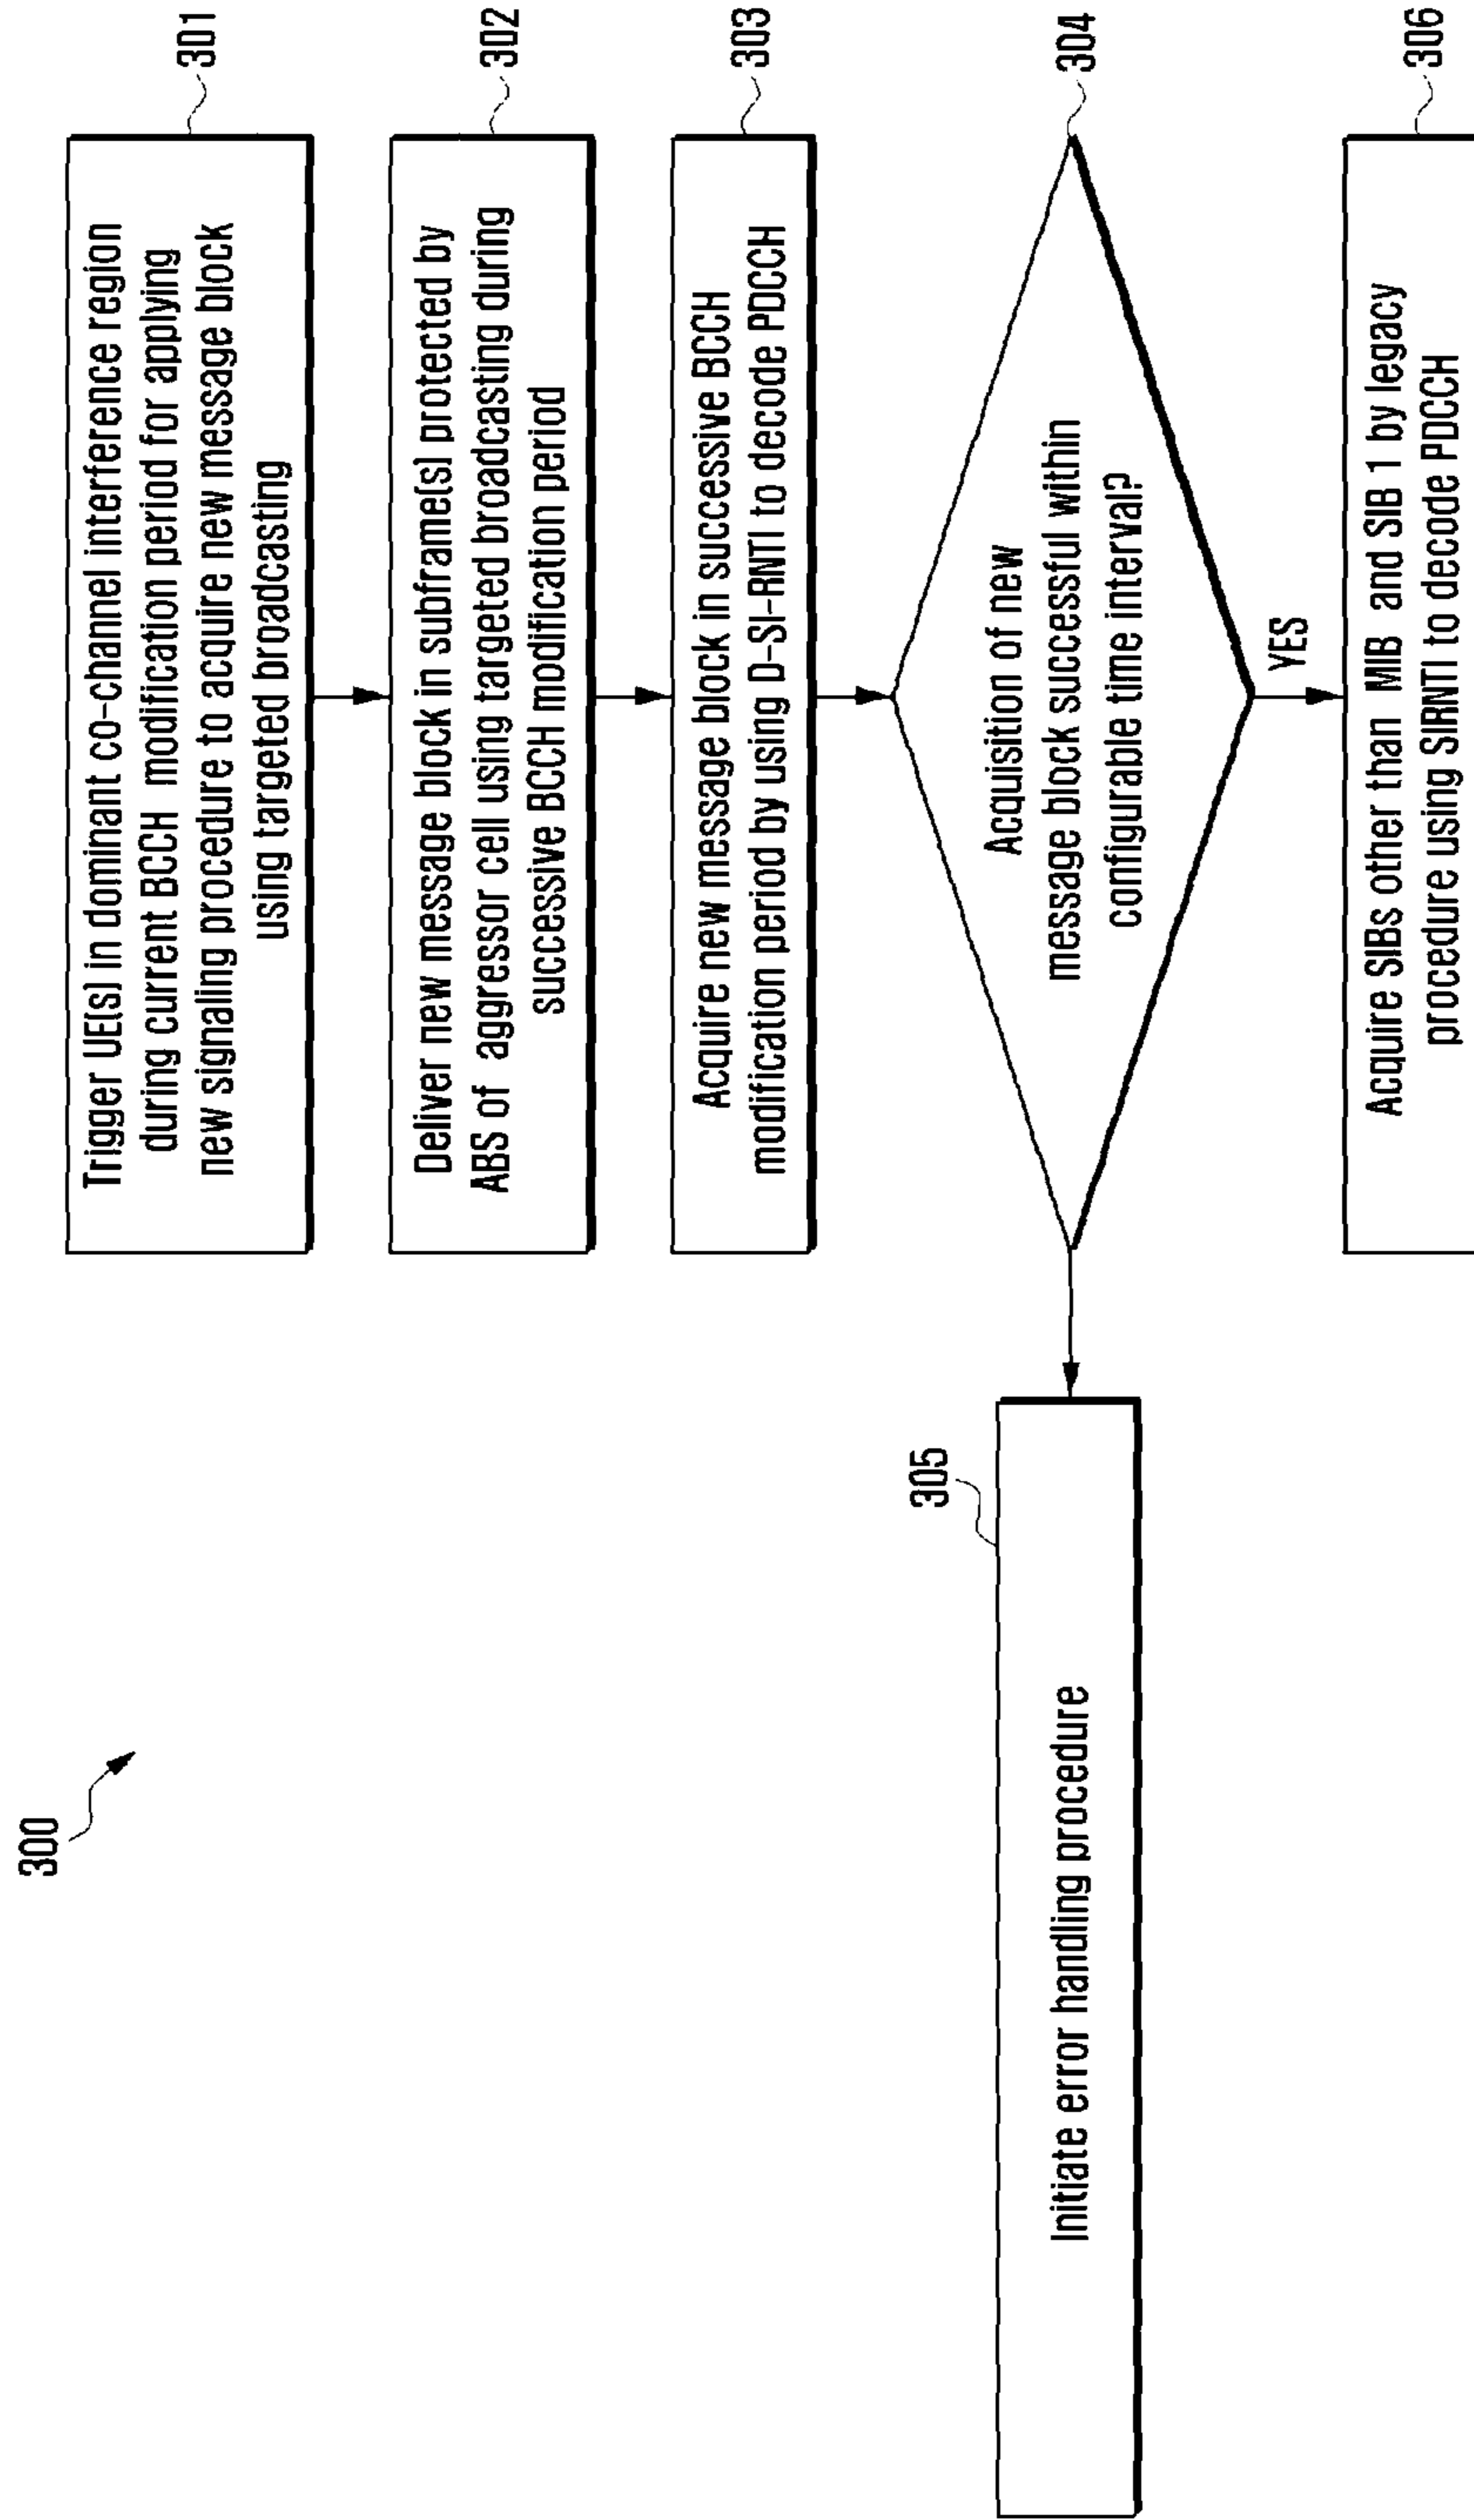 300
Trigger UE(s) in dominant co-channel interference region
during current BCCH modification period for applying
new signaling procedure to acquire new message block
using targeted broadcasting
301
Deliver new message block in subframe(s) protected by
ABS of aggressor cell using targeted broadcasting during
successive BCCH modification period
302
Acquire new message block in successive BCCH
modification period by using D-SI-RNTI to decode PDCCH
303
Acquisition of new
message block successful within
configurable time interval?
304
Initiate error handling procedure
305
YES
Acquire SIBs other than MIB and SIB 1 by legacy
procedure using SIRNTI to decode PDCCH
306